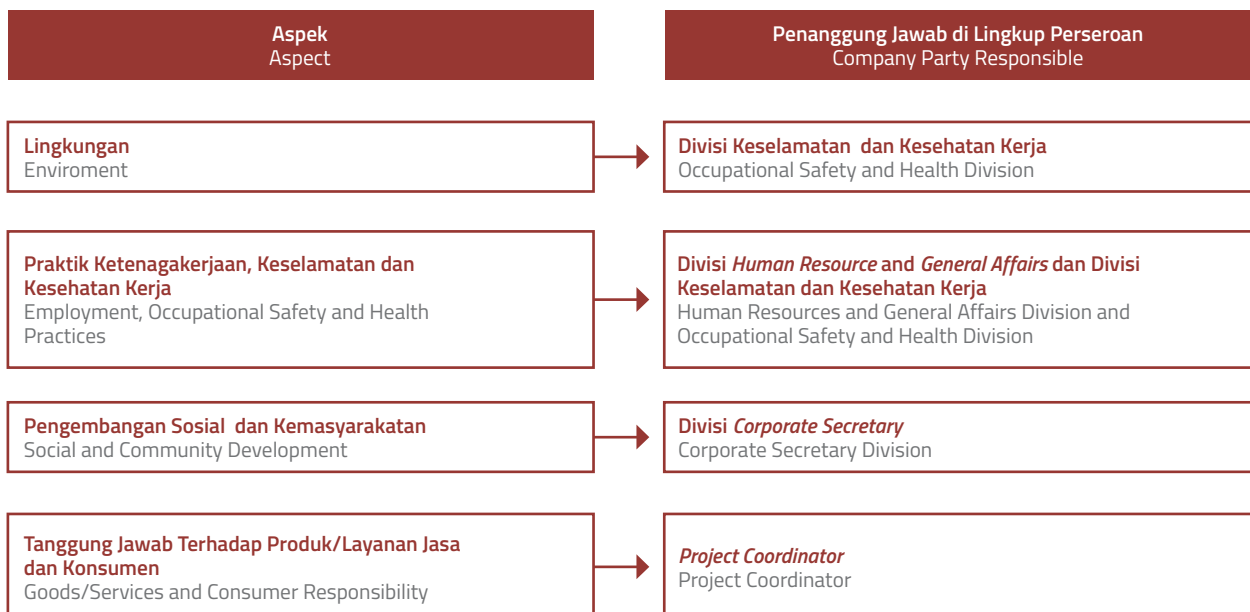 Aspek
Aspect
Penanggung Jawab di Lingkup Perseroan
Company Party Responsible
Lingkungan
Enviroment
Divisi Keselamatan dan Kesehatan Kerja
Occupational Safety and Health Division
Praktik Ketenagakerjaan, Keselamatan dan
Kesehatan Kerja
Employment, Occupational Safety and Health
Practices
Divisi Human Resource and General Affairs dan Divisi
Keselamatan dan Kesehatan Kerja
Human Resources and General Affairs Division and
Occupational Safety and Health Division
Pengembangan Sosial dan Kemasyarakatan
Social and Community Development
Divisi Corporate Secretary
Corporate Secretary Division
Tanggung Jawab Terhadap Produk/Layanan Jasa
dan Konsumen
Goods/Services and Consumer Responsibility
Project Coordinator
Project Coordinator